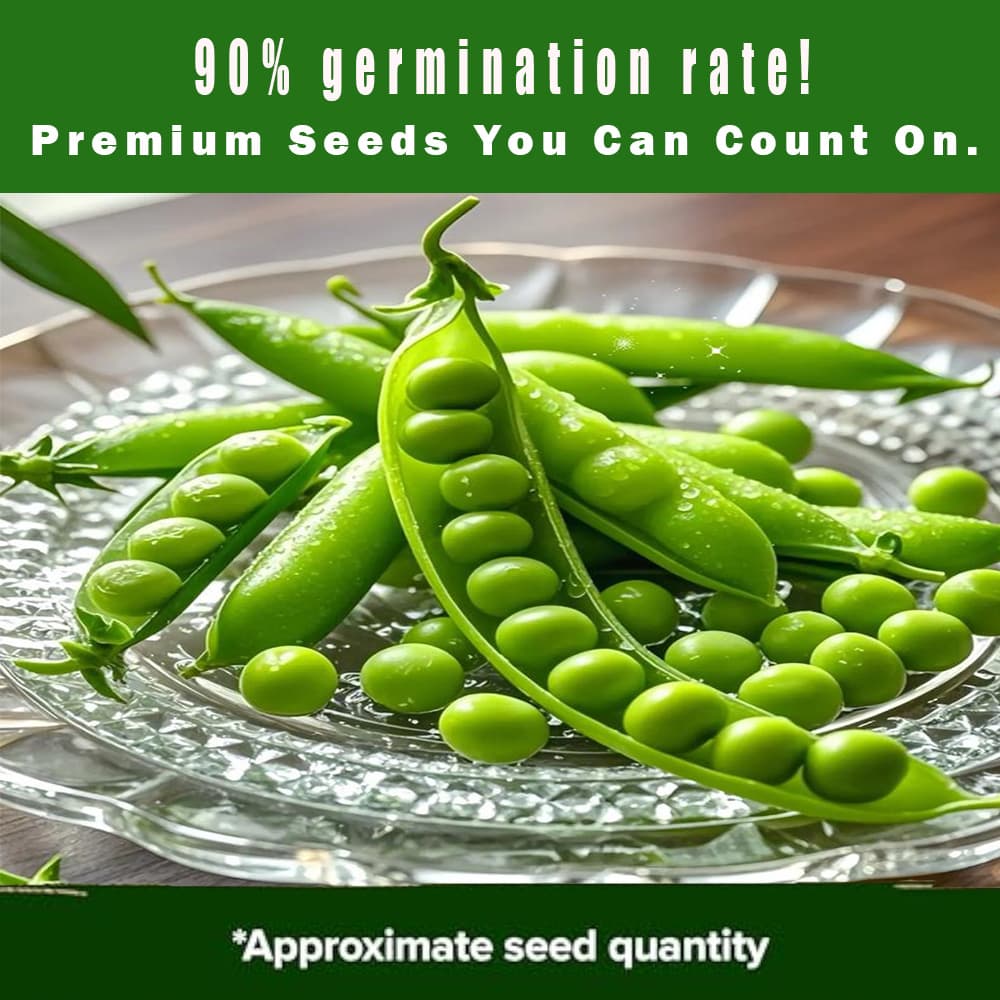 90% germination rate!
Premium Seeds You Can Count On.
*Approximate seed quantity